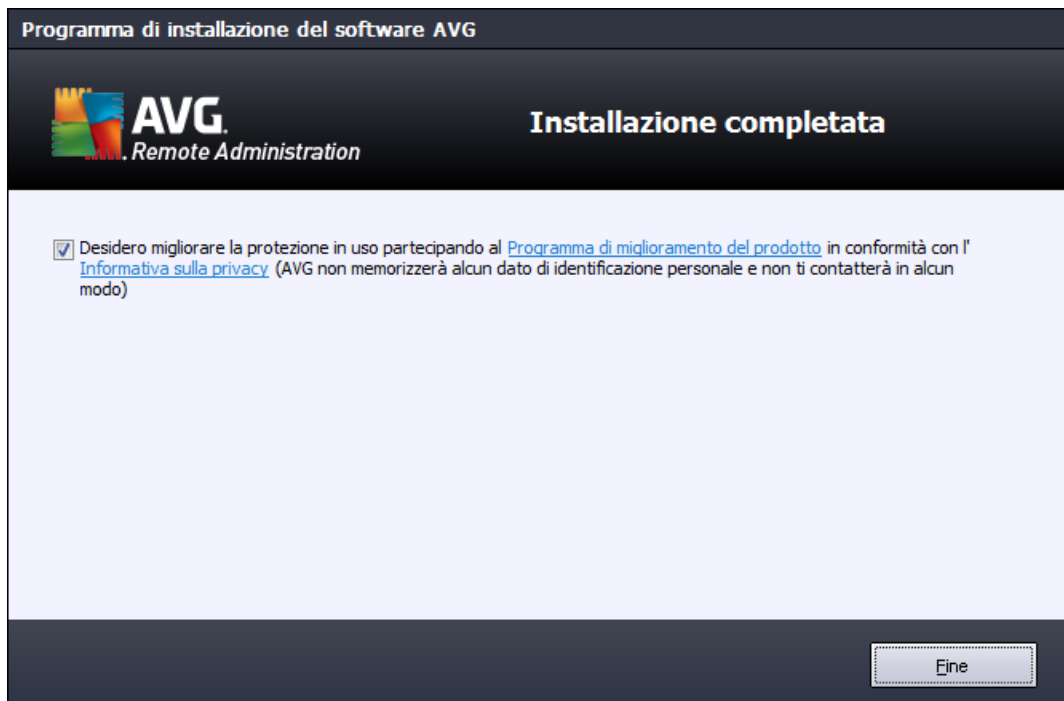 Programma di installazione del software AVG
AVG.
Remote Administration
Installazione completata
Desidero migliorare la protezione in uso partecipando al Programma di miglioramento del prodotto in conformità con l'
Informativa sulla privacy (AVG non memorizzerà alcun dato di identificazione personale e non ti contatterà in alcun
modo)
Fine